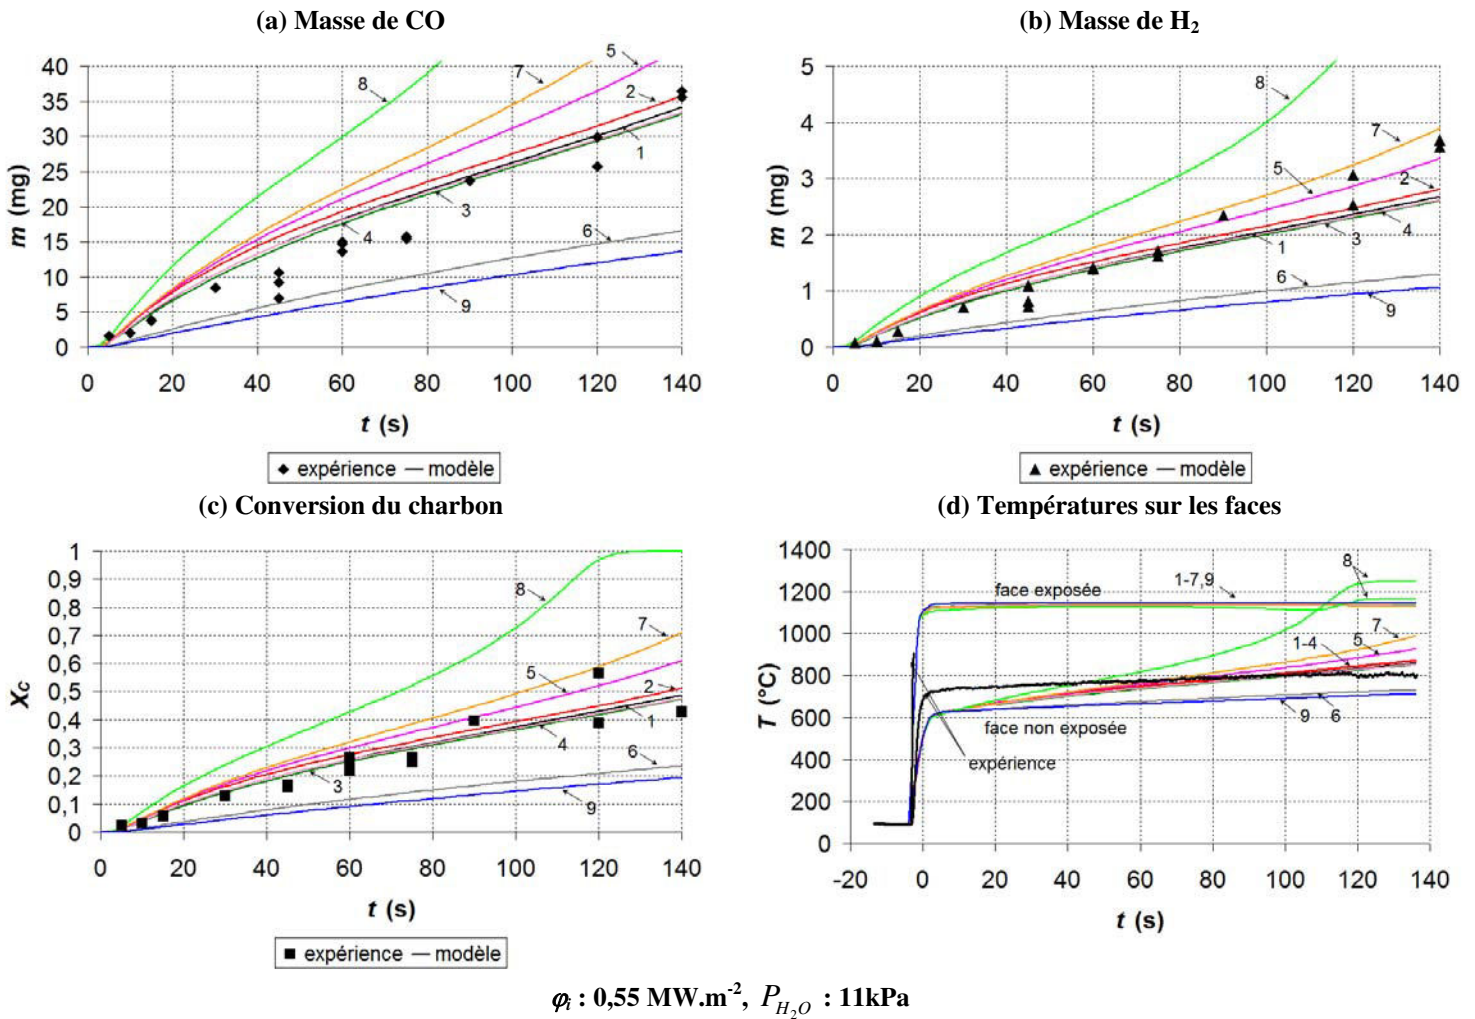 (a) Masse de CO
(b) Masse de H2
m (mg)
40
35
30
25
20
15
10
5
0
0 20 40 60 80 100 120 140
t (s)
8
7
5
2
1
3
4
6
9
◆ expérience — modèle
m (mg)
5
4
3
2
1
0
0 20 40 60 80 100 120 140
t (s)
8
7
5
2
1
3
4
6
9
▲ expérience — modèle
(c) Conversion du charbon
(d) Températures sur les faces
Xc
1
0,9
0,8
0,7
0,6
0,5
0,4
0,3
0,2
0,1
0
0 20 40 60 80 100 120 140
t (s)
8
7
5
2
1
4
3
6
9
■ expérience — modèle
T (°C)
1400
1200
1000
800
600
400
200
0
-20 0 20 40 60 80 100 120 140
t (s)
face exposée
1-7,9
8
7
1-4
5
9
6
face non exposée
expérience
φi : 0,55 MW.m-2, PH2O : 11kPa